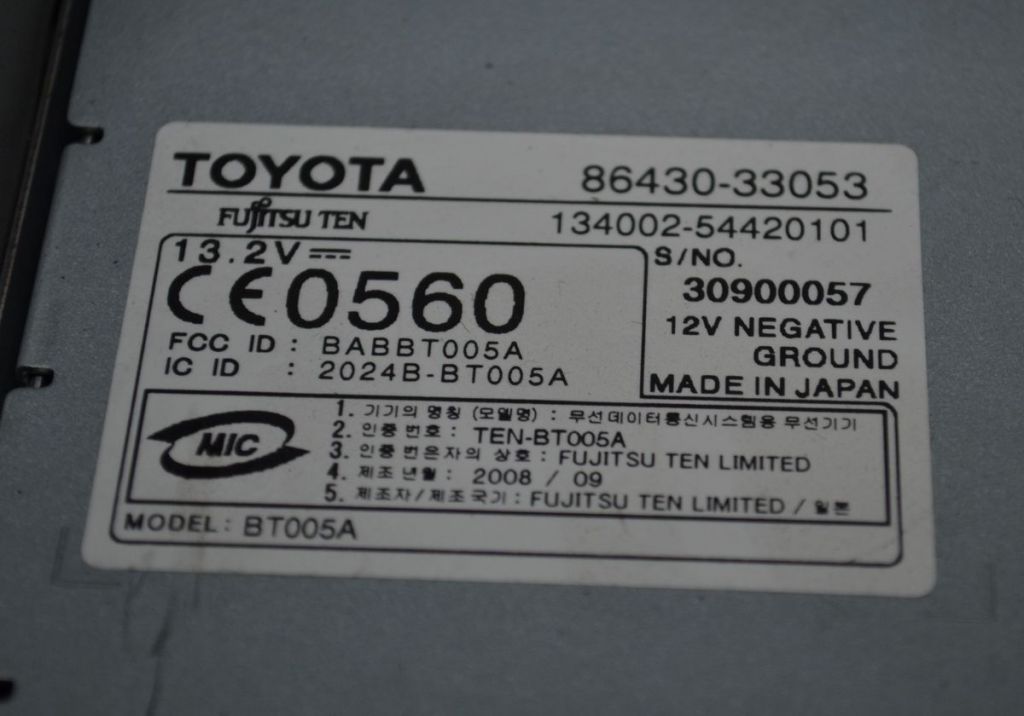 TOYOTA 86430-33053
FUJITSU TEN 134002-54420101
13.2V
S/NO.
CE0560
30900057
12V NEGATIVE
GROUND
FCC ID : BABBT005A
IC ID : 2024B-BT005A
MADE IN JAPAN
MIC
1. 기기의 명칭 (모델명) : 무선데이터통신시스템용 무선기기
2. 인증 번호 : TEN-BT005A
3. 인증 번은자의 상호 : FUJITSU TEN LIMITED
4. 제조 년월 : 2008 / 09
5. 제조자/제조국기 : FUJITSU TEN LIMITED / 일본
MODEL : BT005A